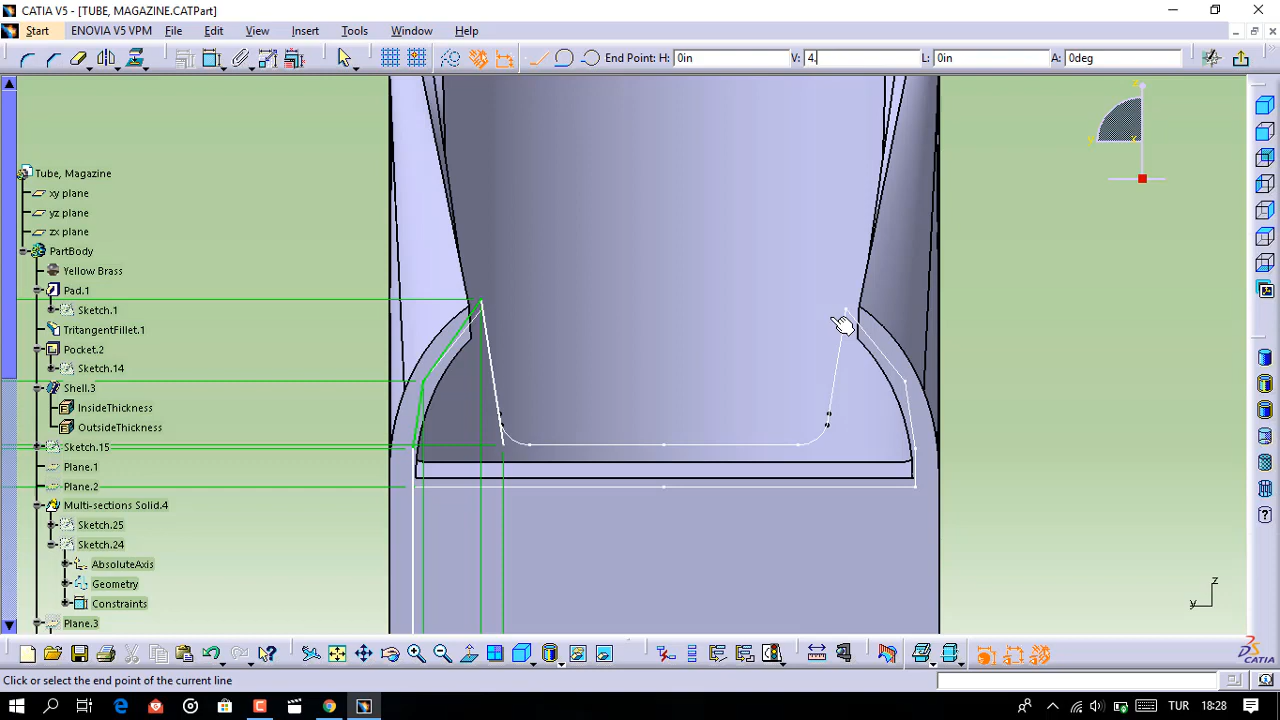 CATIA V5 - [TUBE, MAGAZINE.CATPart]
Start ENOVIA V5 VPM File Edit View Insert Tools Window Help
End Point: H: 0in V: 4. L: 0in A: 0deg
z
y
Tube, Magazine
xy plane
yz plane
zx plane
PartBody
Yellow Brass
Pad.1
Sketch.1
TritangentFillet.1
Pocket.2
Sketch.14
Shell.3
InsideThickness
OutsideThickness
Sketch.15
Plane.1
Plane.2
Multi-sections Solid.4
Sketch.25
Sketch.24
AbsoluteAxis
Geometry
Constraints
Plane.3
z
y
CATIA
Click or select the end point of the current line
TUR 18:28